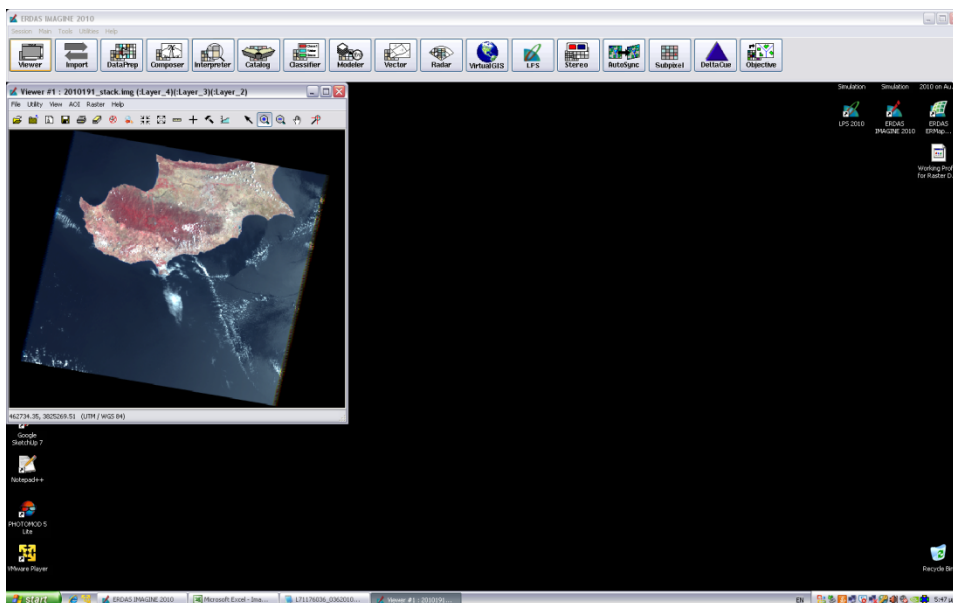 ERDAS IMAGINE 2010
Session Main Tools Utilities Help
Viewer Import DataPrep Composer Interpreter Catalog Classifier Modeler Vector Radar VirtualGIS LPS Stereo AutoSync Subpixel DeltaCue Objective
Viewer #1 : 2010191_stack.img (:Layer_4)(:Layer_3)(:Layer_2)
File Utility View AOI Raster Help
Simulation Simulation 2010 on Au...
LPS 2010 ERDAS IMAGINE 2010 ERDAS ERMap...
Working Prof
for Raster D.
462734.35, 3825269.51 (UTM / WGS 84)
Google
SketchUp 7
Notepad++
PHOTOMOD 5
Lite
VMware Player
Recycle Bin
start ERDAS IMAGINE 2010 Microsoft Excel - Ima... L71176036_0362010... Viewer #1 : 2010191... EN 5:47 μ